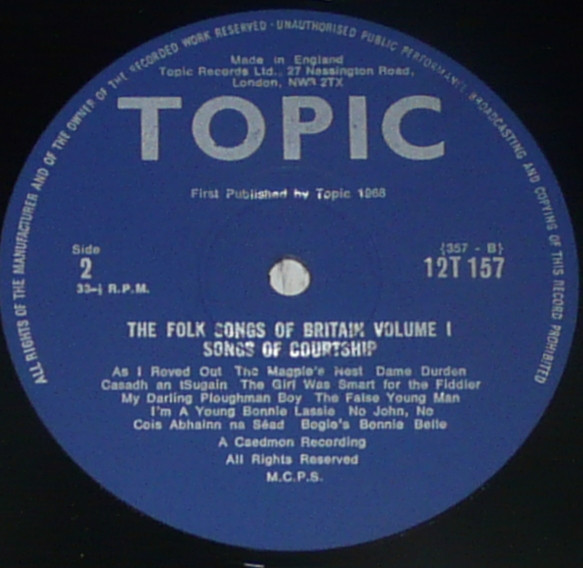 ALL RIGHTS OF THE MANUFACTURER AND OF THE OWNER OF THE RECORDED WORK RESERVED · UNAUTHORISED PUBLIC PERFORMANCE BROADCASTING AND COPYING OF THIS RECORD PROHIBITED
Made in England
Topic Records Ltd., 27 Nassington Road,
London, NW3 2TX
TOPIC
First Published by Topic 1968
Side
2
33⅓ R.P.M.
(357 - B)
12T 157
THE FOLK SONGS OF BRITAIN VOLUME I
SONGS OF COURTSHIP
As I Roved Out The Magpie's Nest Dame Durden
Casadh an tSugain The Girl Was Smart for the Fiddler
My Darling Ploughman Boy The False Young Man
I'm A Young Bonnie Lassie No John, No
Cois Abhainn na Séad Bogie's Bonnie Belle
A Caedmon Recording
All Rights Reserved
M.C.P.S.